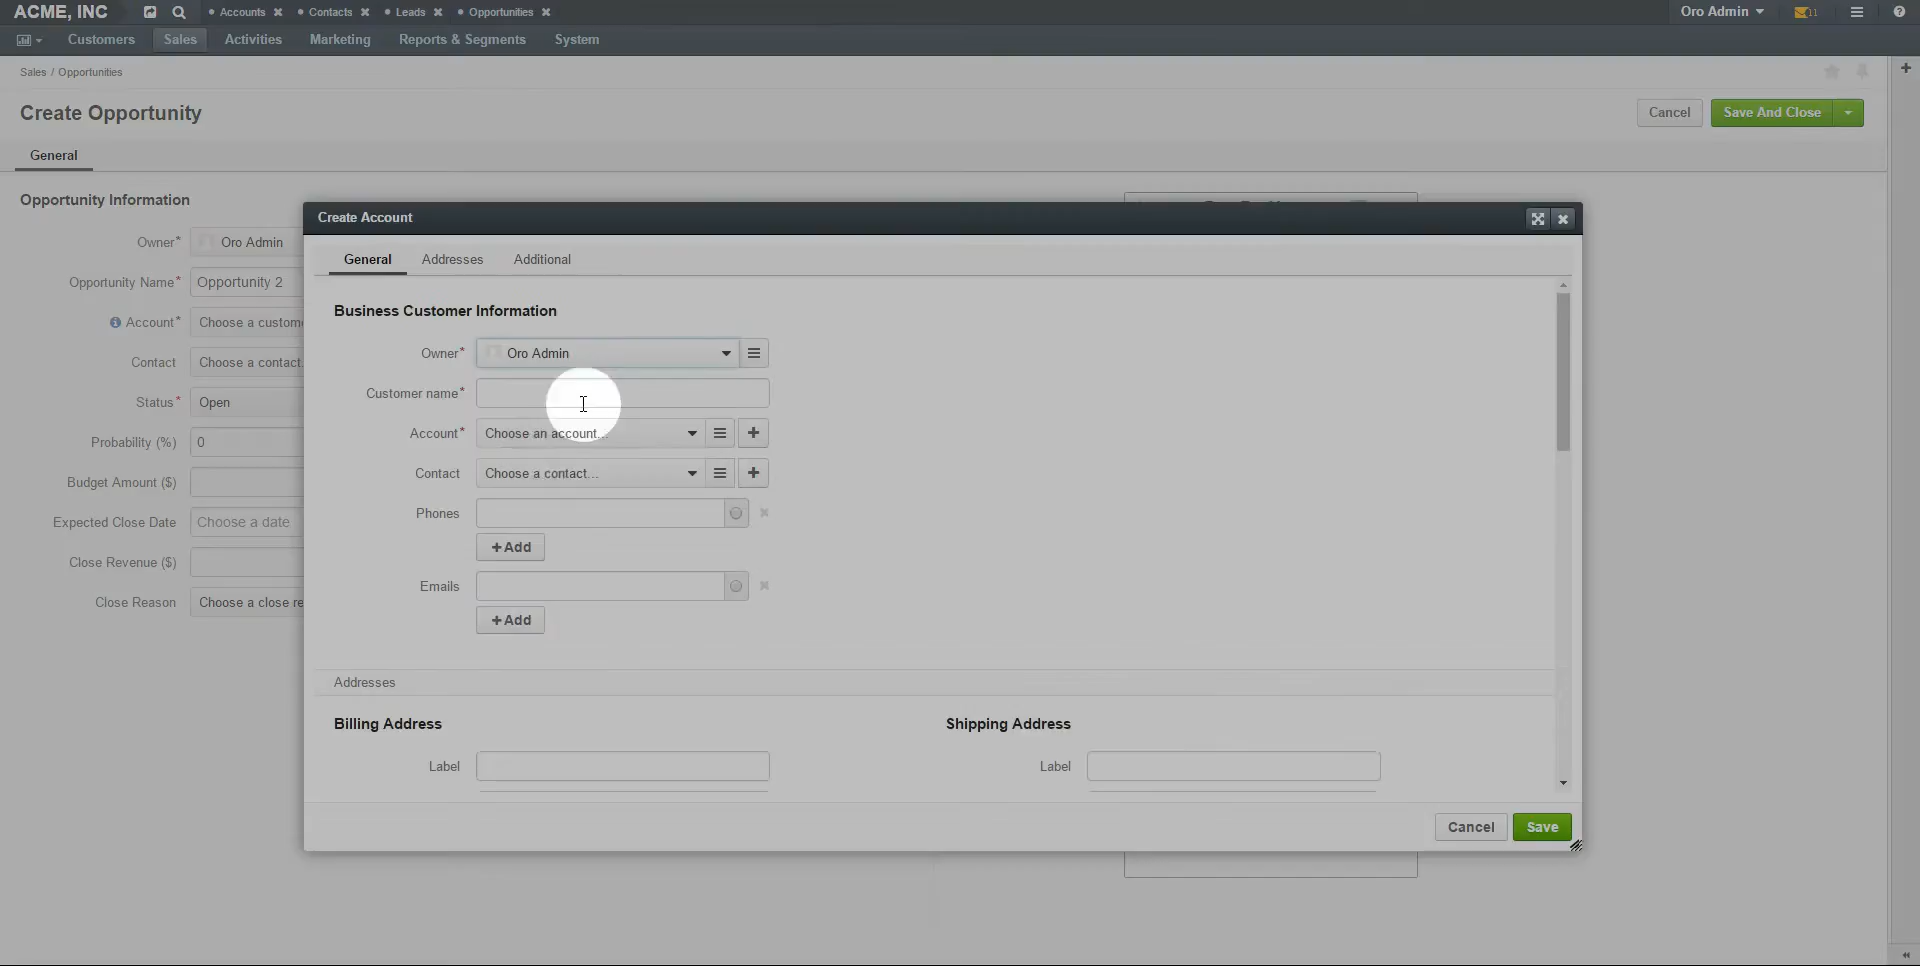 ACME, INC
Accounts
Contacts
Leads
Opportunities
Oro Admin
11
Customers
Sales
Activities
Marketing
Reports & Segments
System
Sales / Opportunities
Create Opportunity
Cancel
Save And Close
General
Opportunity Information
Owner*
Oro Admin
Opportunity Name*
Opportunity 2
Account*
Choose a custome
Contact
Choose a contact.
Status*
Open
Probability (%)
0
Budget Amount ($)
Expected Close Date
Choose a date
Close Revenue ($)
Close Reason
Choose a close re
Create Account
General
Addresses
Additional
Business Customer Information
Owner*
Oro Admin
Customer name*
Account*
Choose an account...
Contact
Choose a contact...
Phones
+Add
Emails
+Add
Addresses
Billing Address
Shipping Address
Label
Label
Cancel
Save